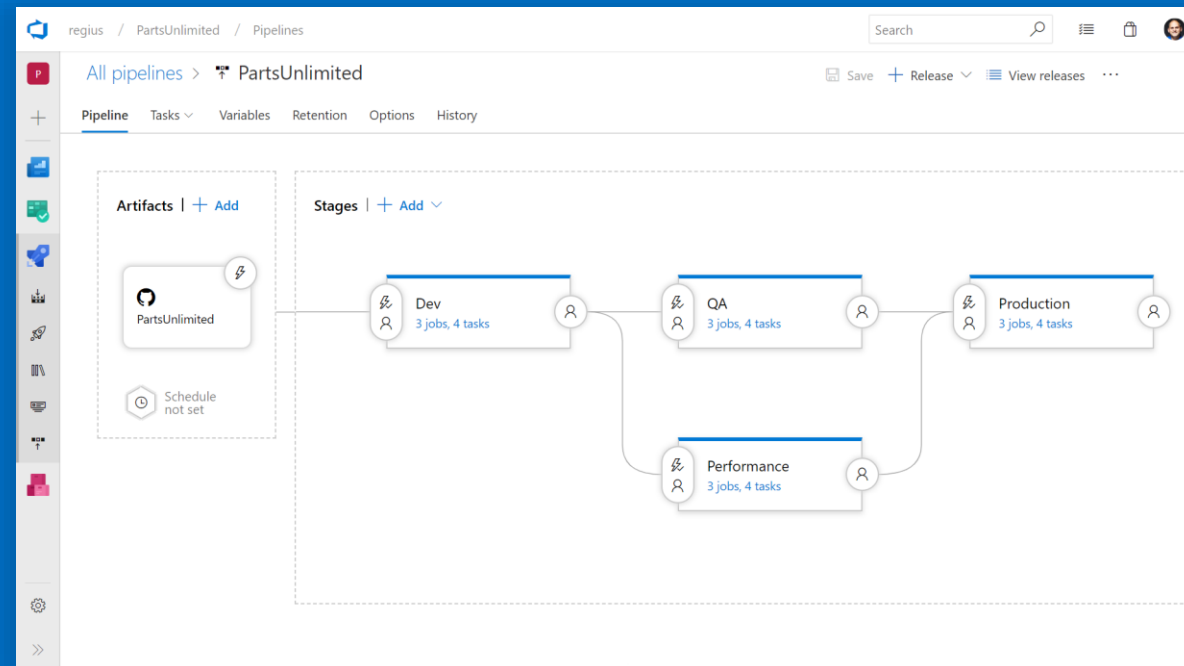 regius / PartsUnlimited / Pipelines
Search
P
All pipelines > PartsUnlimited
Save
+ Release
View releases
...
Pipeline
Tasks
Variables
Retention
Options
History
Artifacts | + Add
Stages | + Add
PartsUnlimited
Schedule
not set
Dev
3 jobs, 4 tasks
QA
3 jobs, 4 tasks
Production
3 jobs, 4 tasks
Performance
3 jobs, 4 tasks